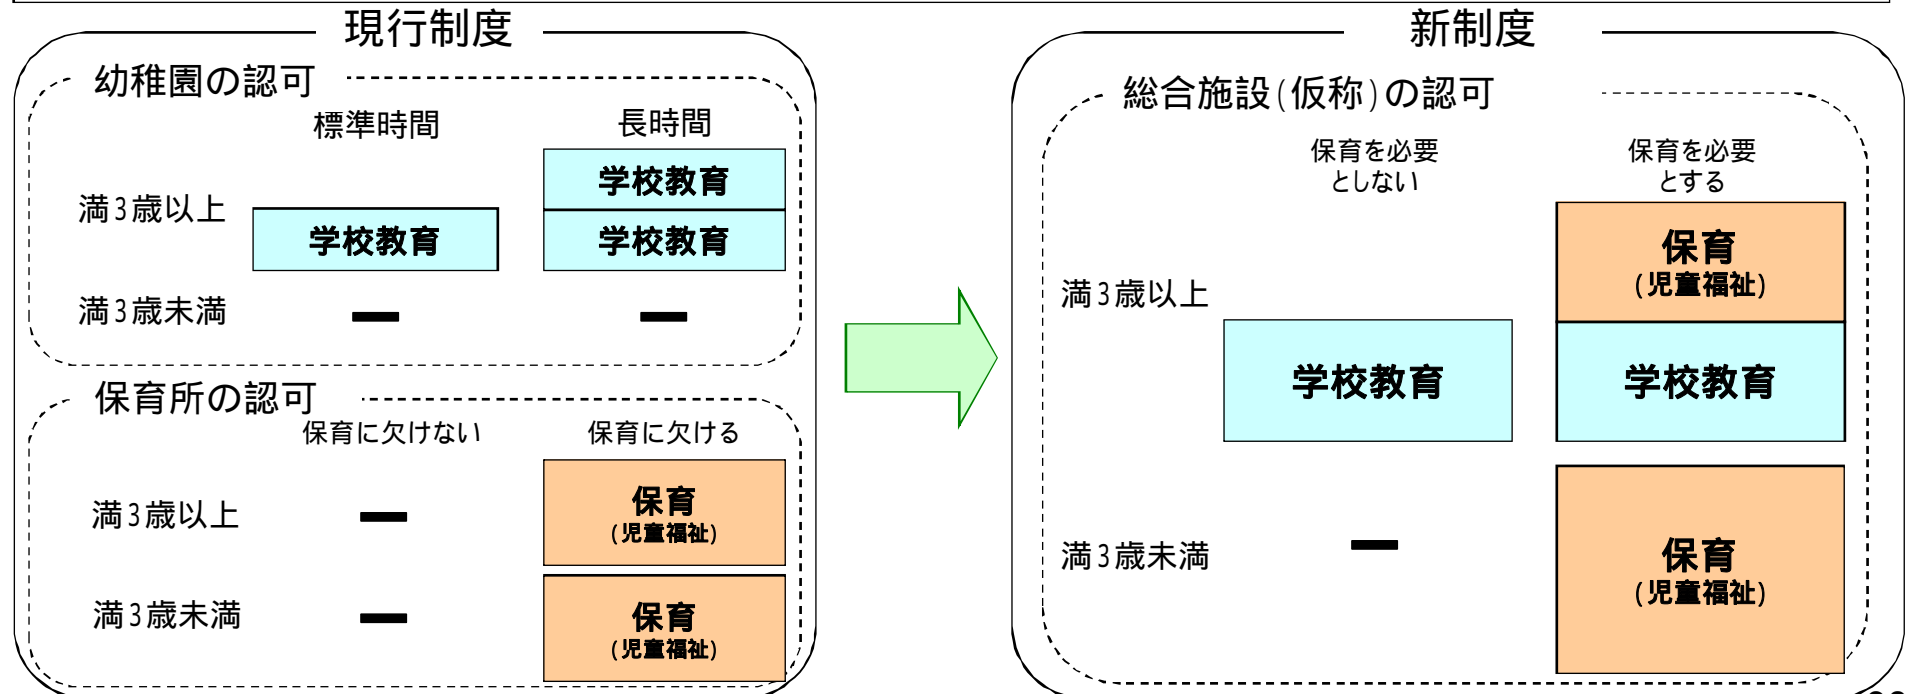 現行制度
幼稚園の認可
標準時間 長時間
学校教育
満3歳以上
学校教育 学校教育
満3歳未満 ー ー
保育所の認可
保育に欠けない 保育に欠ける
満3歳以上 ー 保育
(児童福祉)
満3歳未満 ー 保育
(児童福祉)
新制度
総合施設(仮称)の認可
保育を必要
としない
保育を必要
とする
保育
(児童福祉)
満3歳以上
学校教育 学校教育
満3歳未満 ー 保育
(児童福祉)